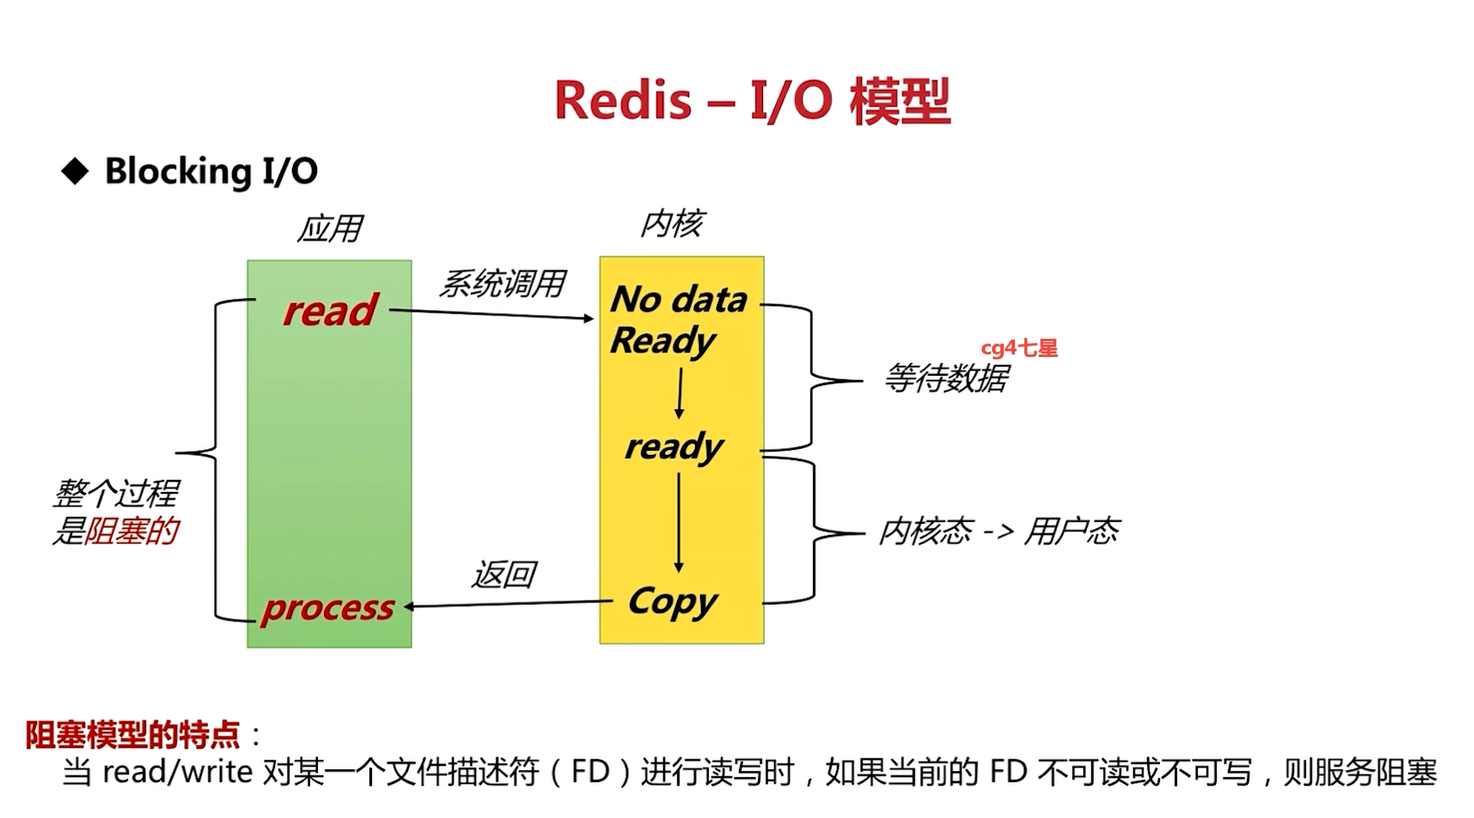 Redis – I/O 模型
◆ Blocking I/O
应用
内核
read
系统调用
No data
Ready
cg4七星
等待数据
ready
整个过程
是阻塞的
内核态 -> 用户态
返回
process
Copy
阻塞模型的特点：
当 read/write 对某一个文件描述符（FD）进行读写时，如果当前的 FD 不可读或不可写，则服务阻塞